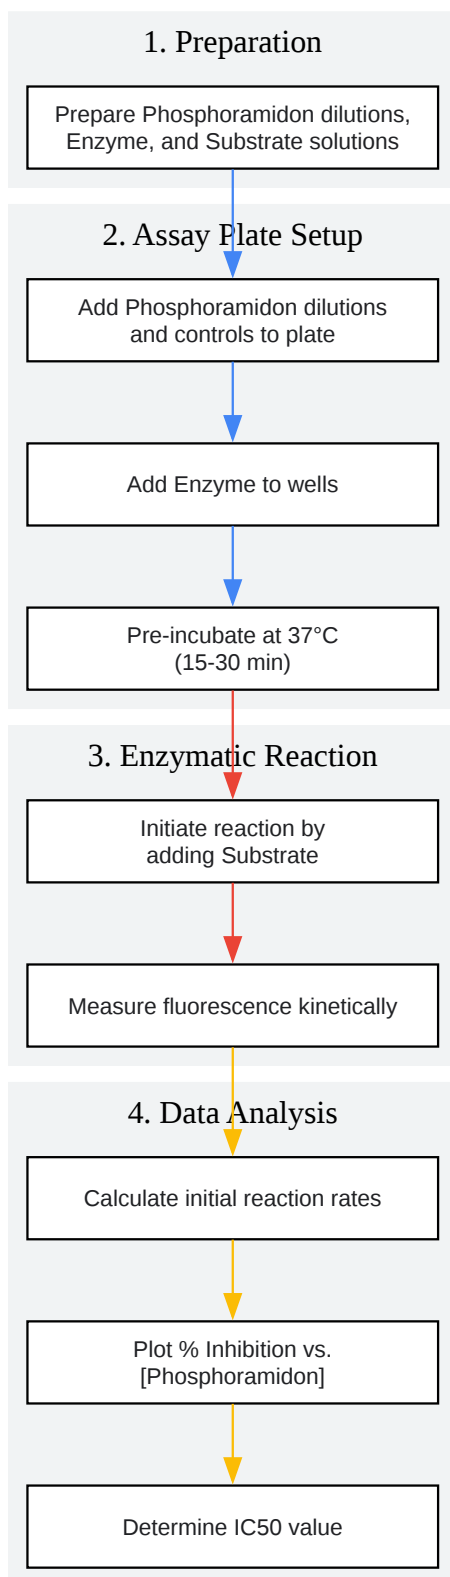 1. Preparation
Prepare Phosphoramidon dilutions,
Enzyme, and Substrate solutions
2. Assay Plate Setup
Add Phosphoramidon dilutions
and controls to plate
Add Enzyme to wells
Pre-incubate at 37°C
(15-30 min)
3. Enzymatic Reaction
Initiate reaction by
adding Substrate
Measure fluorescence kinetically
4. Data Analysis
Calculate initial reaction rates
Plot % Inhibition vs.
[Phosphoramidon]
Determine IC50 value